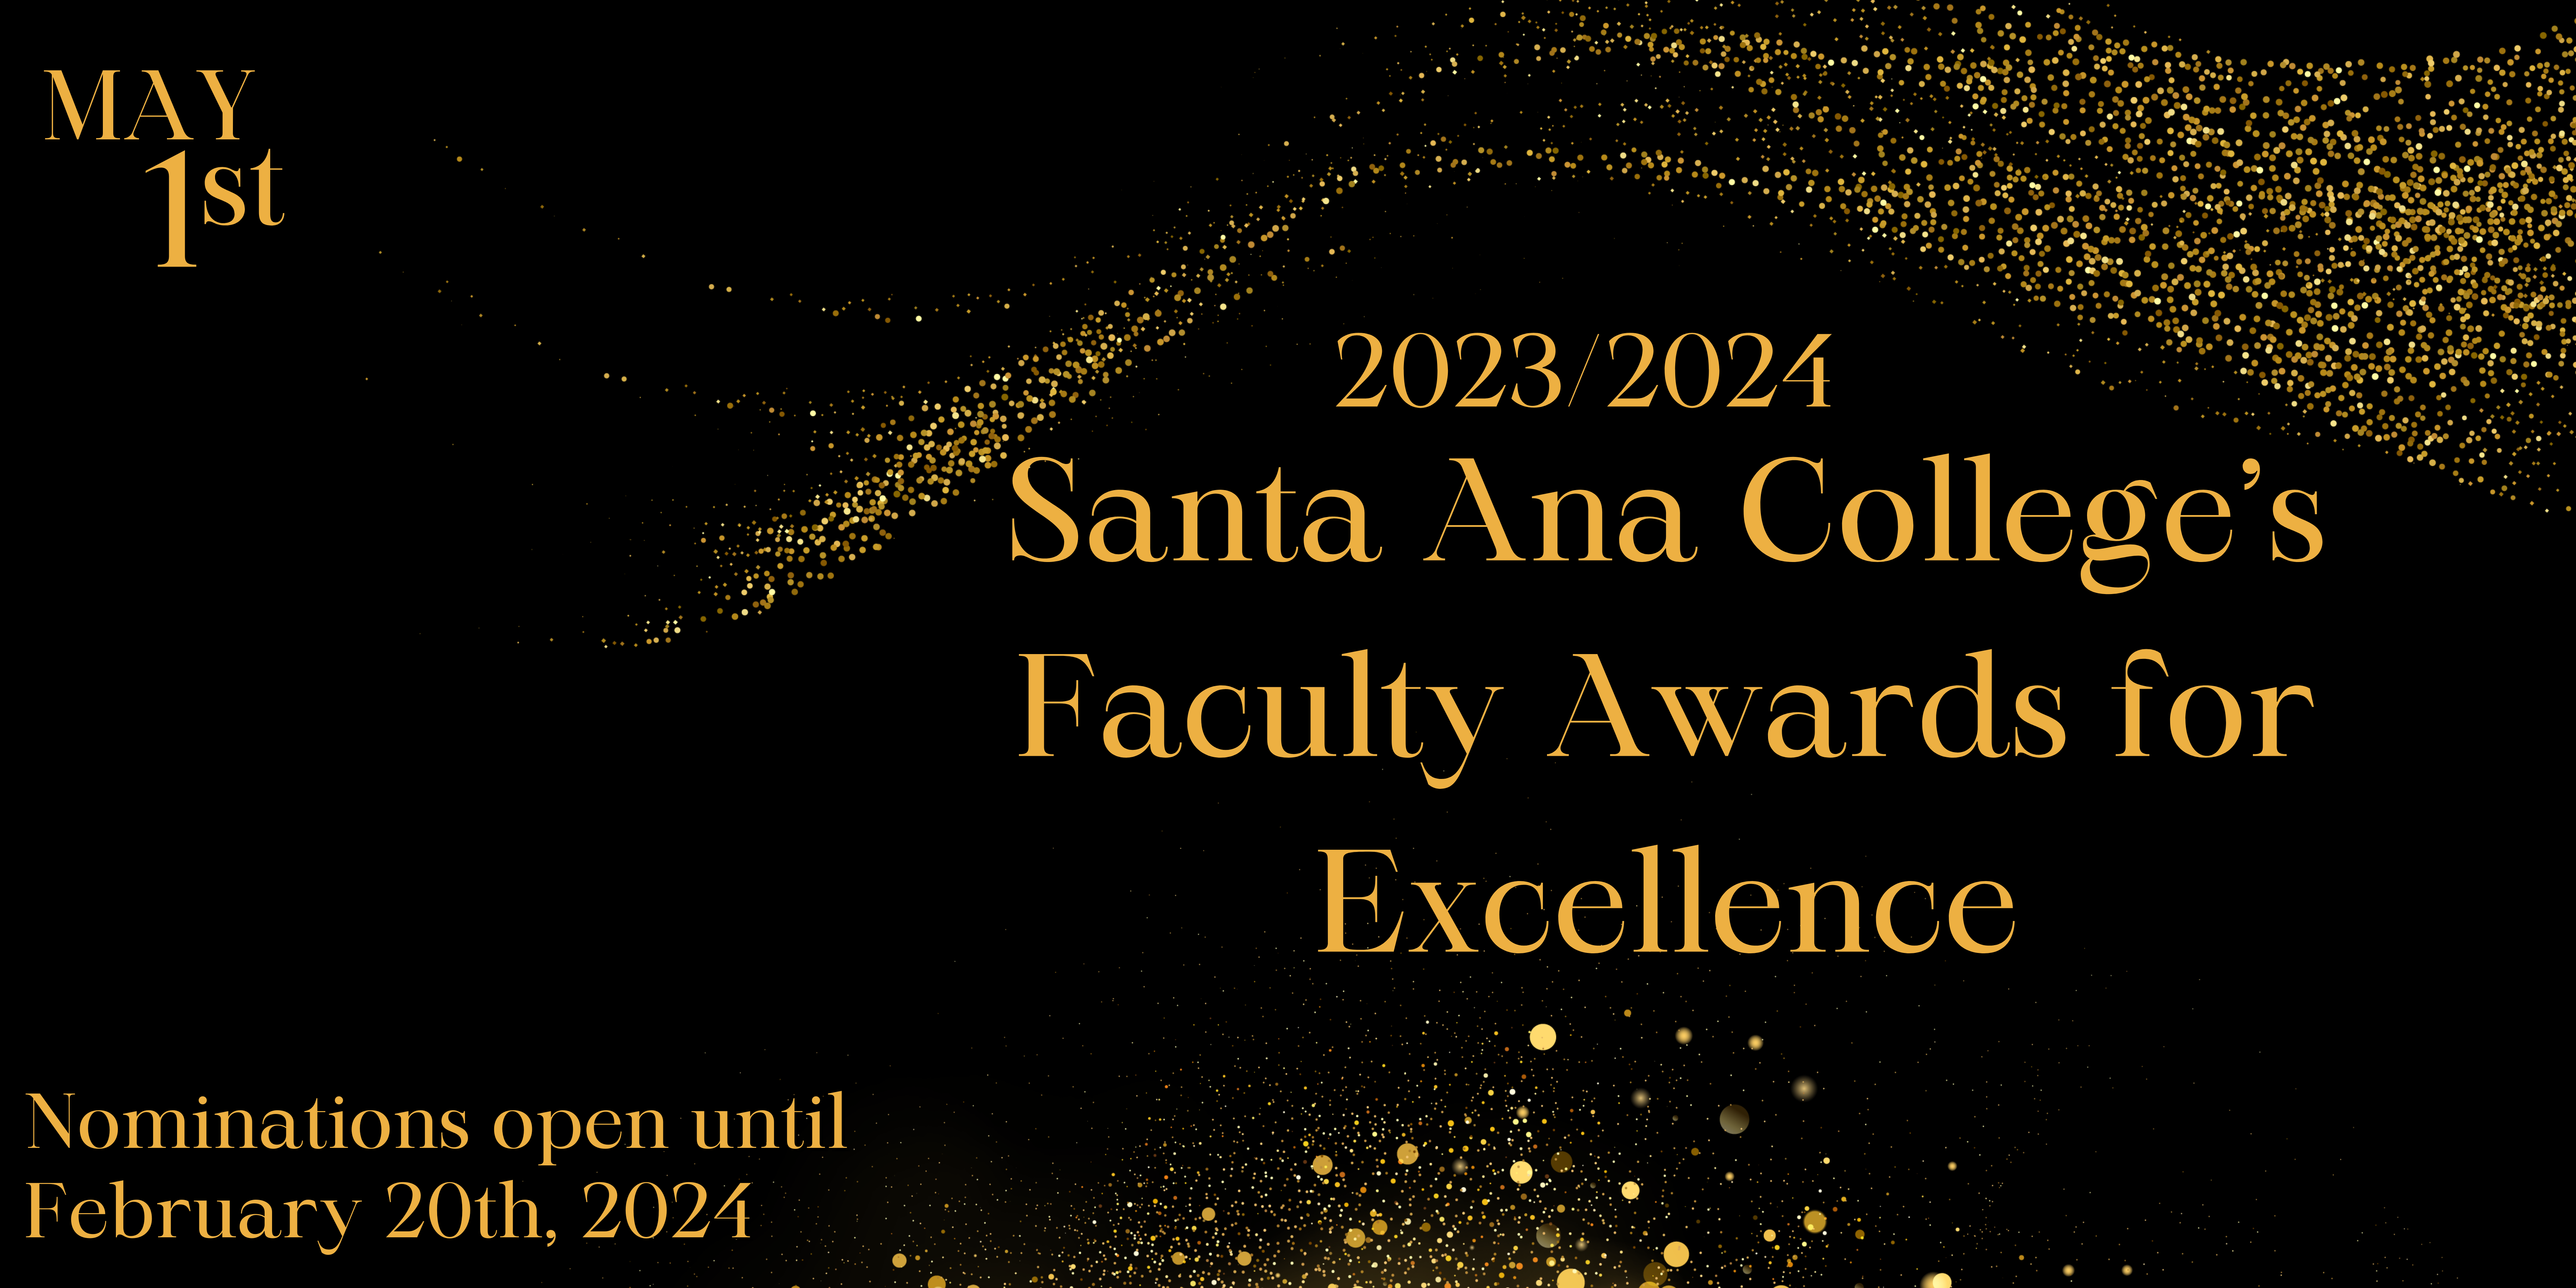 MAY
1st
2023/2024
Santa Ana College’s
Faculty Awards for
Excellence
Nominations open until
February 20th, 2024